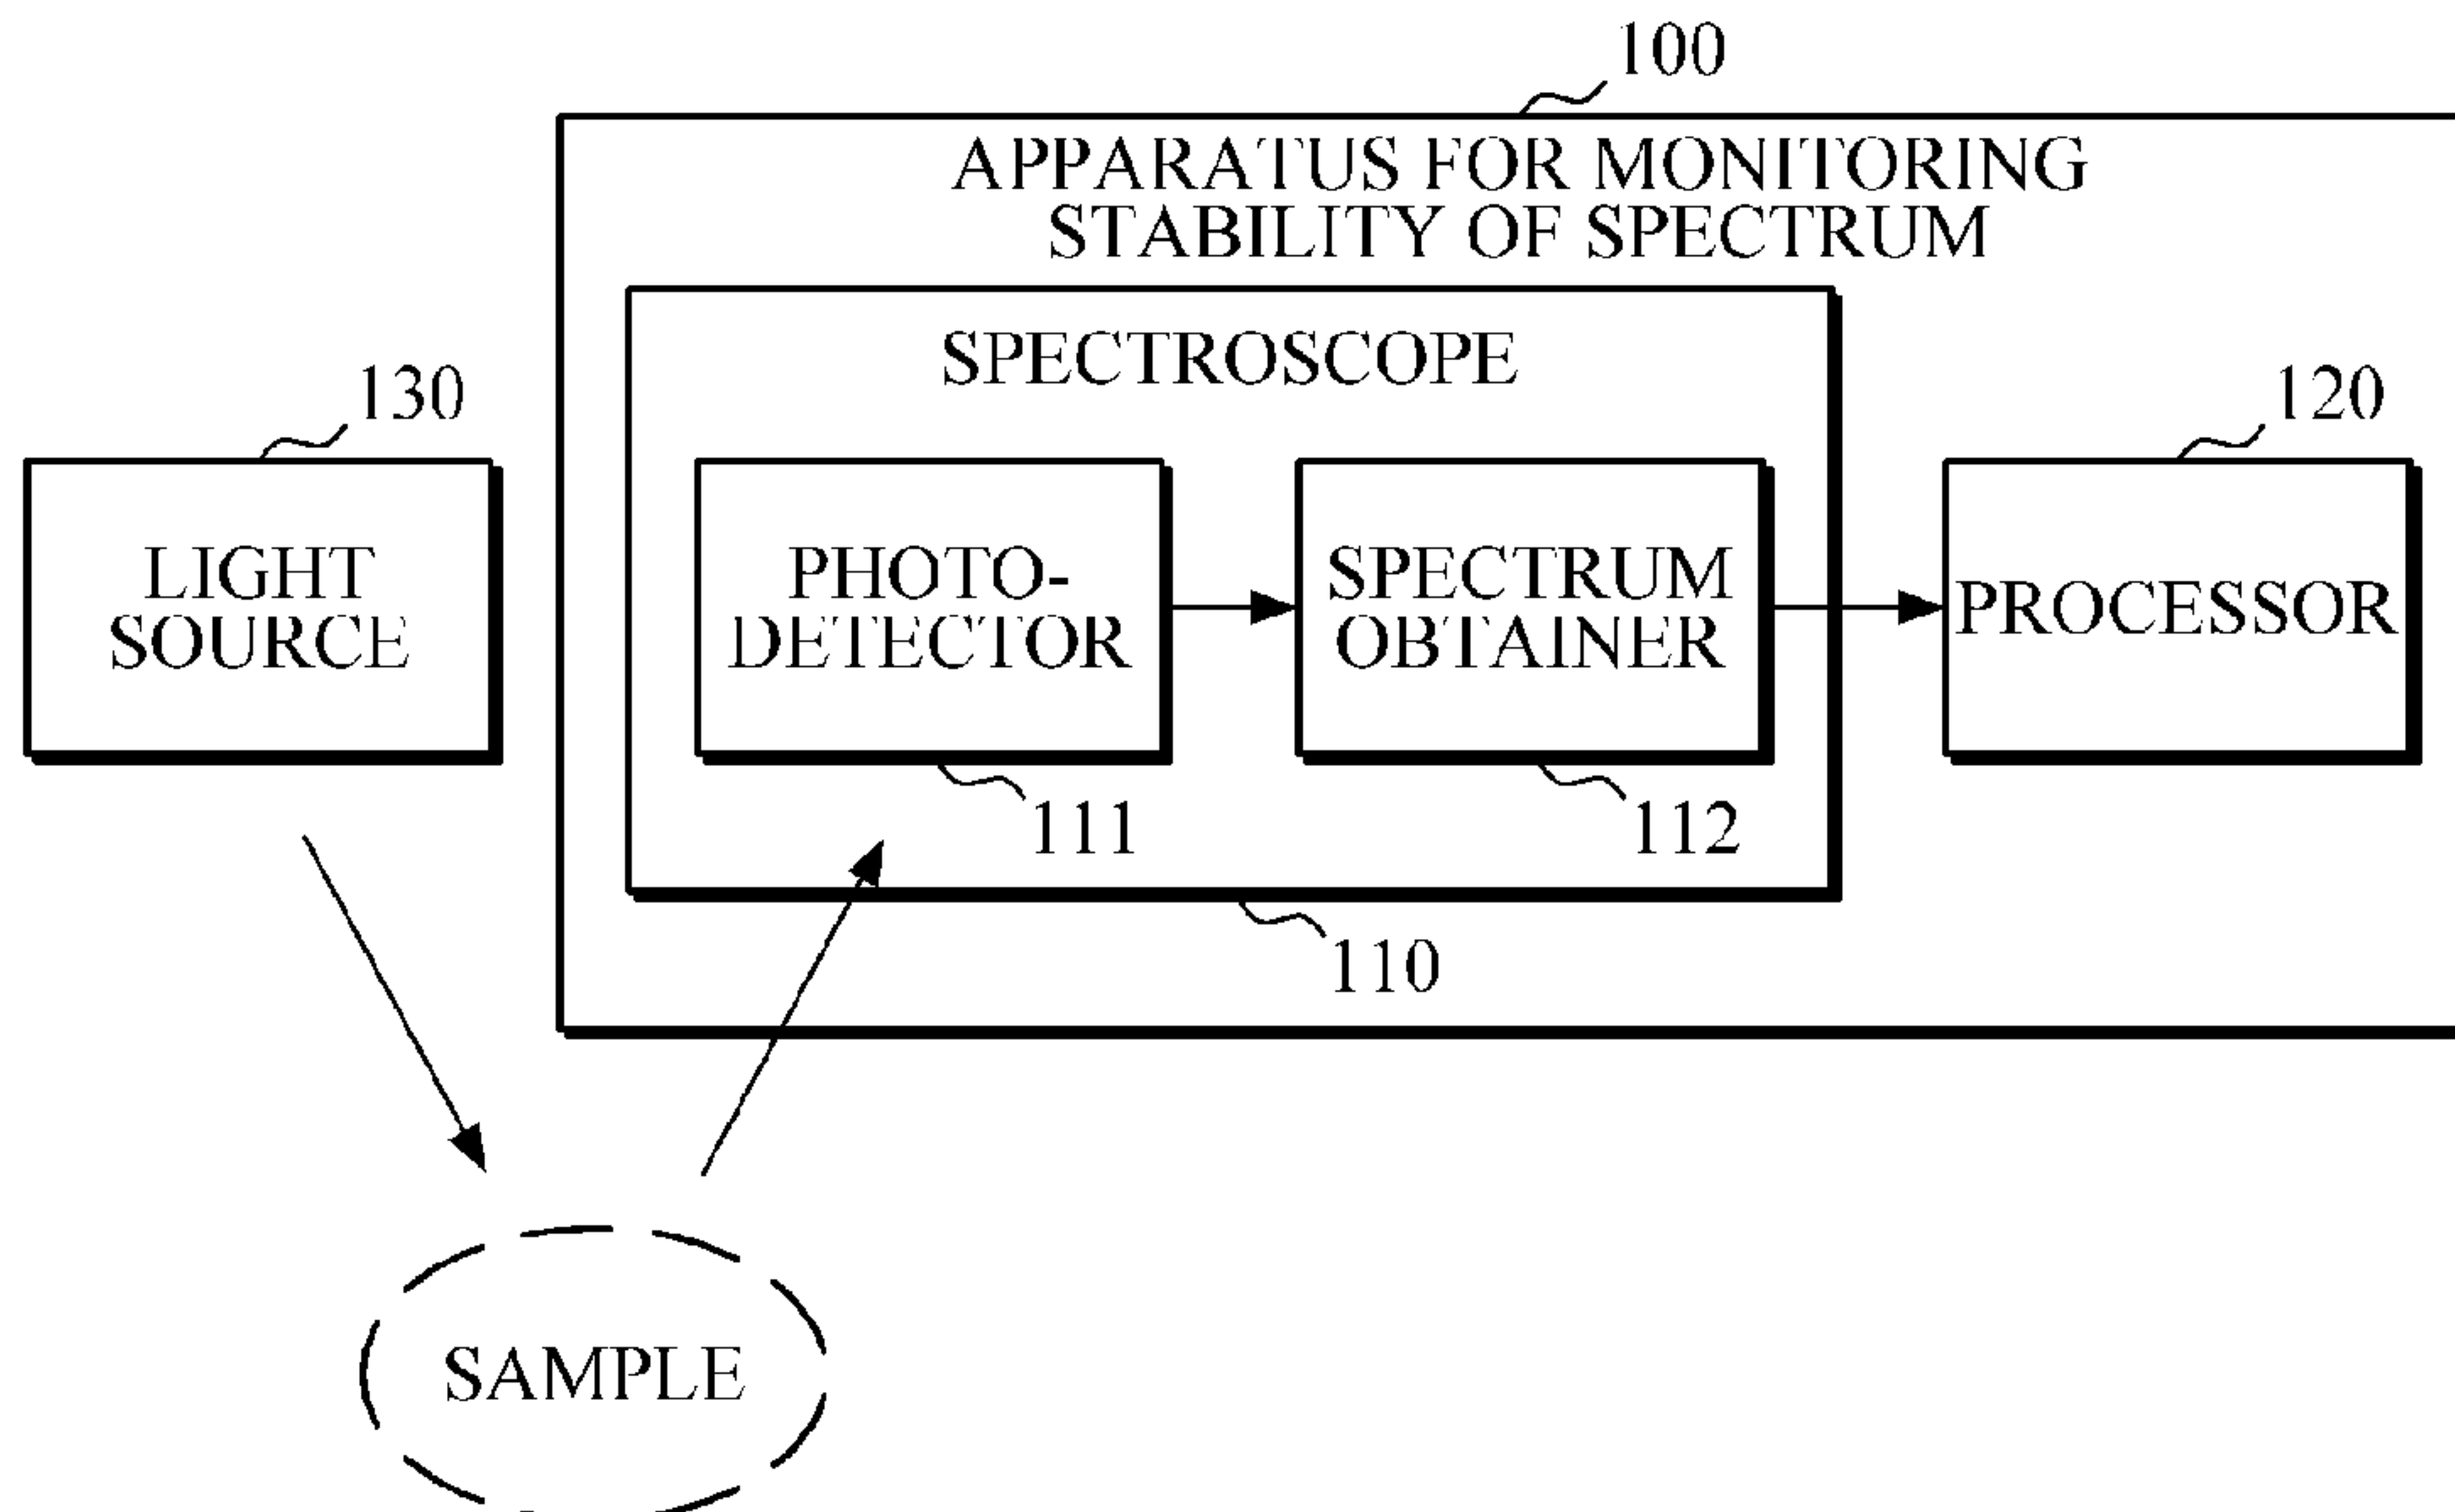 100
APPARATUS FOR MONITORING
STABILITY OF SPECTRUM
SPECTROSCOPE
130
120
LIGHT
SOURCE
PHOTO-
DETECTOR
SPECTRUM
OBTAINER
PROCESSOR
111
112
110
SAMPLE